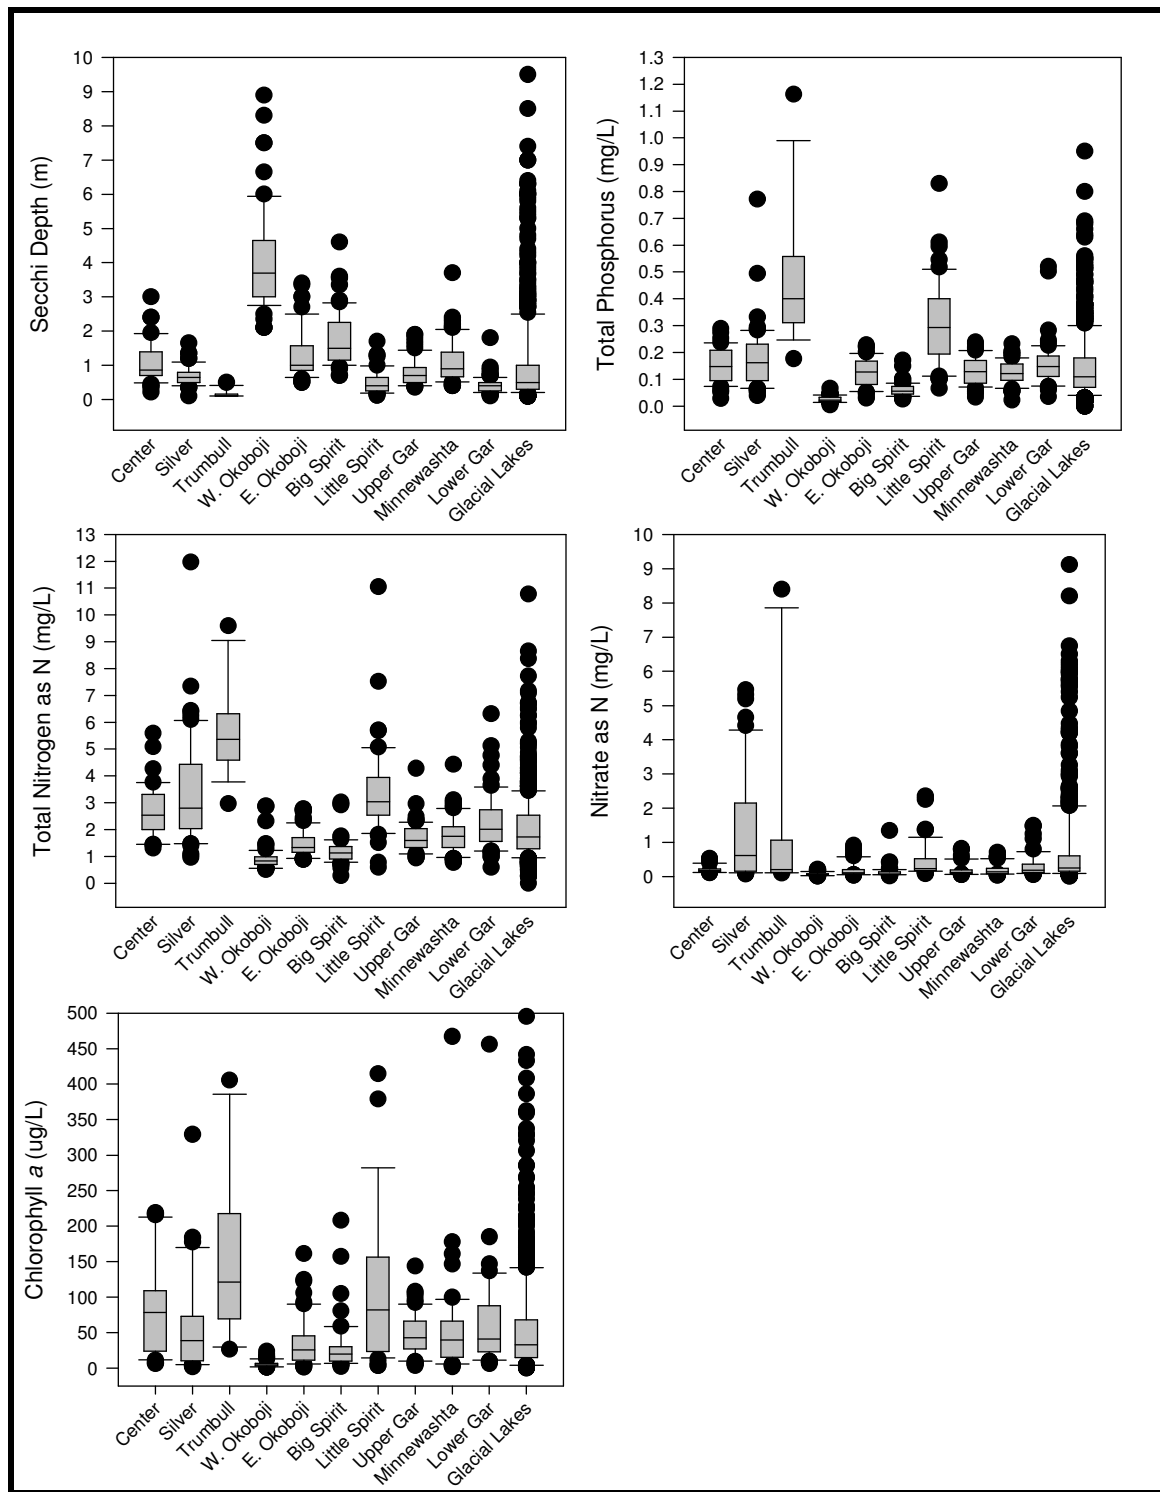 Secchi Depth (m)
10
9
8
7
6
5
4
3
2
1
0
Center
Silver
Trumbull
W. Okoboji
E. Okoboji
Big Spirit
Little Spirit
Upper Gar
Minnewashta
Lower Gar
Glacial Lakes
Total Phosphorus (mg/L)
1.3
1.2
1.1
1.0
0.9
0.8
0.7
0.6
0.5
0.4
0.3
0.2
0.1
0.0
Center
Silver
Trumbull
W. Okoboji
E. Okoboji
Big Spirit
Little Spirit
Upper Gar
Minnewashta
Lower Gar
Glacial Lakes
Total Nitrogen as N (mg/L)
13
12
11
10
9
8
7
6
5
4
3
2
1
0
Center
Silver
Trumbull
W. Okoboji
E. Okoboji
Big Spirit
Little Spirit
Upper Gar
Minnewashta
Lower Gar
Glacial Lakes
Nitrate as N (mg/L)
10
9
8
7
6
5
4
3
2
1
0
Center
Silver
Trumbull
W. Okoboji
E. Okoboji
Big Spirit
Little Spirit
Upper Gar
Minnewashta
Lower Gar
Glacial Lakes
Chlorophyll a (ug/L)
500
450
400
350
300
250
200
150
100
50
0
Center
Silver
Trumbull
W. Okoboji
E. Okoboji
Big Spirit
Little Spirit
Upper Gar
Minnewashta
Lower Gar
Glacial Lakes